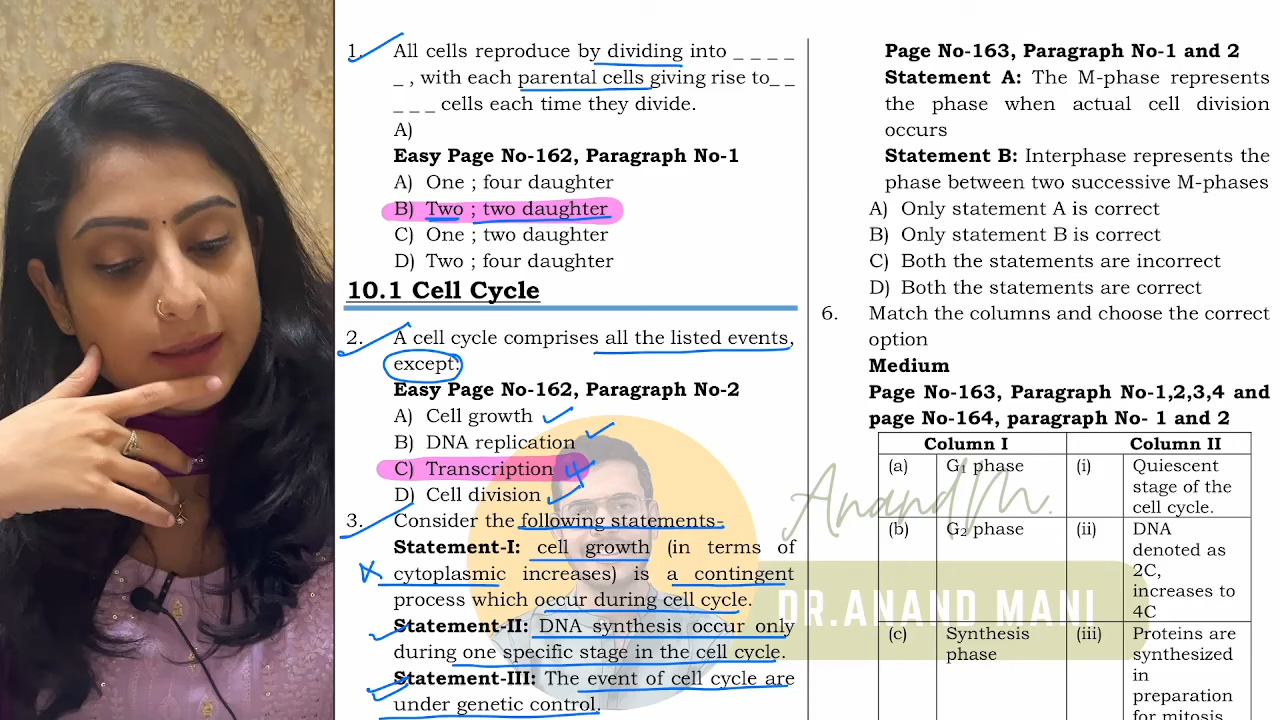 1. All cells reproduce by dividing into _ _ _ _ _
_ , with each parental cells giving rise to_ _
_ _ _ cells each time they divide.
A)
Easy Page No-162, Paragraph No-1
A) One ; four daughter
B) Two ; two daughter
C) One ; two daughter
D) Two ; four daughter
10.1 Cell Cycle
2. A cell cycle comprises all the listed events,
except:
Easy Page No-162, Paragraph No-2
A) Cell growth
B) DNA replication
C) Transcription
D) Cell division
3. Consider the following statements-
Statement-I: cell growth (in terms of
cytoplasmic increases) is a contingent
process which occur during cell cycle.
Statement-II: DNA synthesis occur only
during one specific stage in the cell cycle.
Statement-III: The event of cell cycle are
under genetic control.
Page No-163, Paragraph No-1 and 2
Statement A: The M-phase represents
the phase when actual cell division
occurs
Statement B: Interphase represents the
phase between two successive M-phases
A) Only statement A is correct
B) Only statement B is correct
C) Both the statements are incorrect
D) Both the statements are correct
6. Match the columns and choose the correct
option
Medium
Page No-163, Paragraph No-1,2,3,4 and
page No-164, paragraph No- 1 and 2
Column I Column II
(a) G₁ phase (i) Quiescent
stage of the
cell cycle.
(b) G₂ phase (ii) DNA
denoted as
2C,
increases to
4C
(c) Synthesis (iii) Proteins are
phase synthesized
in
preparation
for mitosis
Anand M.
DR.ANAND MANI